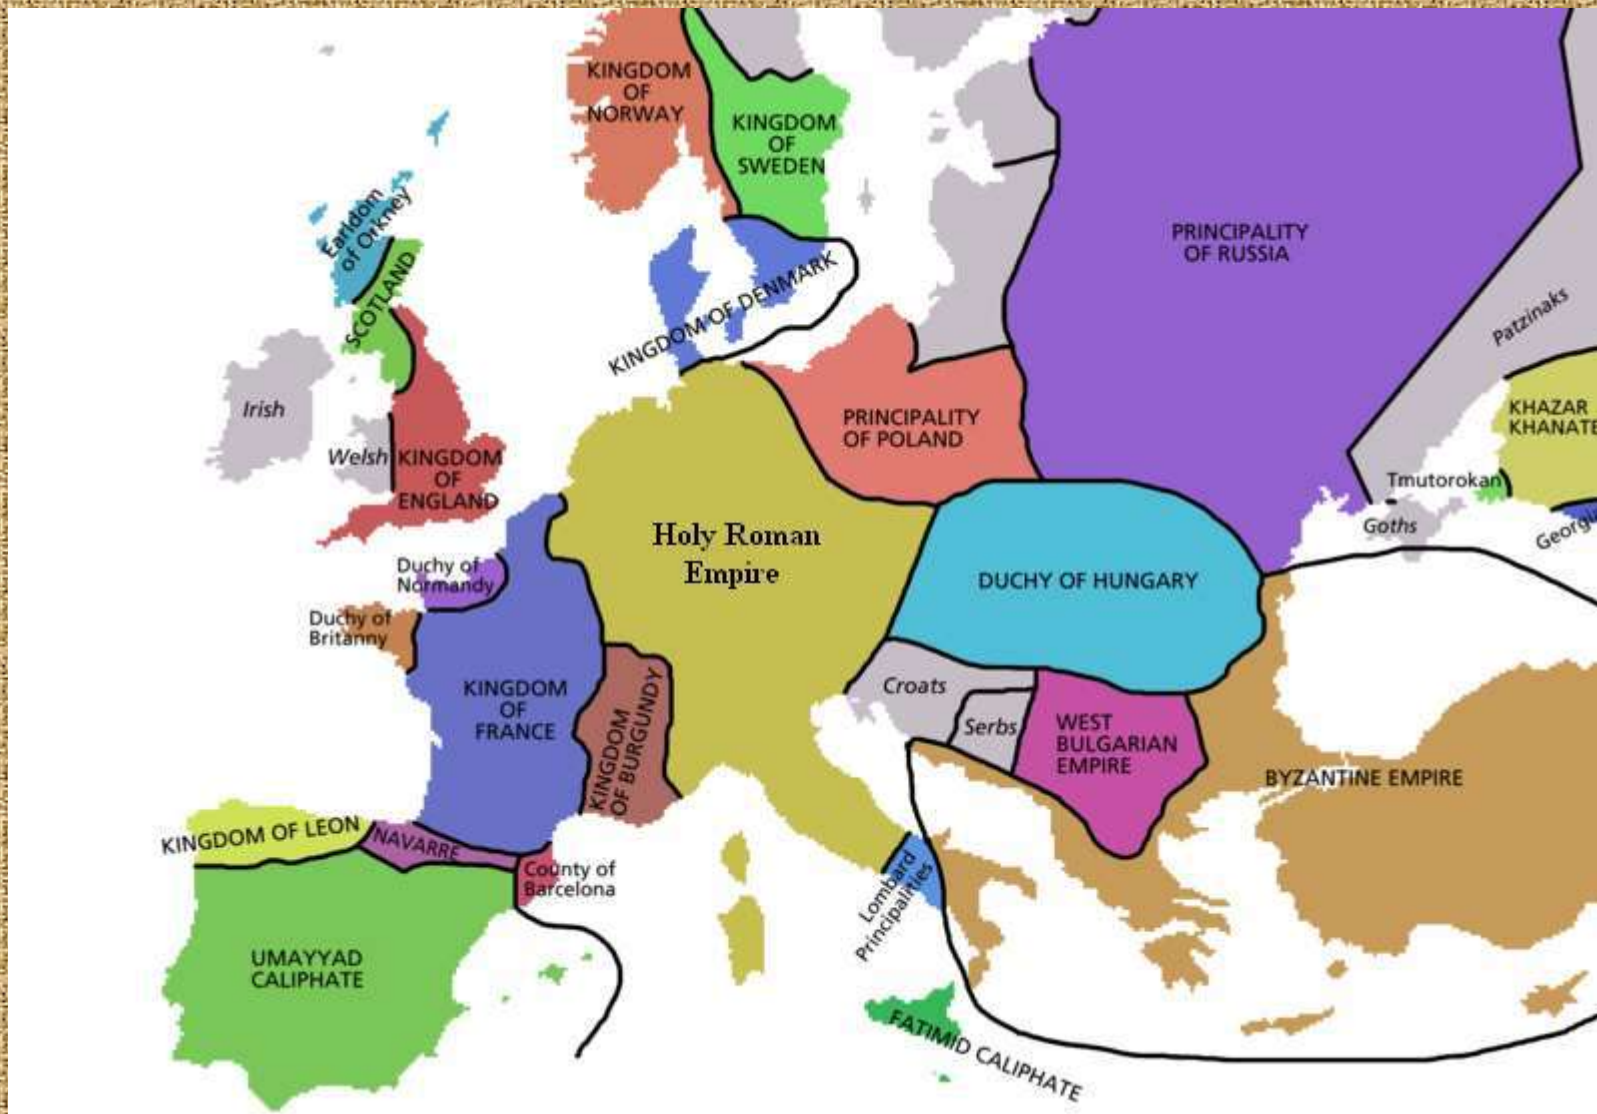 KINGDOM
OF
NORWAY
KINGDOM
OF
SWEDEN
Earldom
of Orkney
SCOTLAND
KINGDOM OF DENMARK
PRINCIPALITY
OF RUSSIA
Patzinaks
Irish
Welsh
KINGDOM
OF
ENGLAND
PRINCIPALITY
OF POLAND
KHAZAR
KHANATE
Tmutorokan
Goths
Georgia
Holy Roman
Empire
Duchy of
Normandy
Duchy of
Britanny
DUCHY OF HUNGARY
KINGDOM
OF
FRANCE
KINGDOM
OF BURGUNDY
Croats
Serbs
WEST
BULGARIAN
EMPIRE
BYZANTINE EMPIRE
KINGDOM OF LEON
NAVARRE
County of
Barcelona
Lombard
Principalities
UMAYYAD
CALIPHATE
FATIMID CALIPHATE